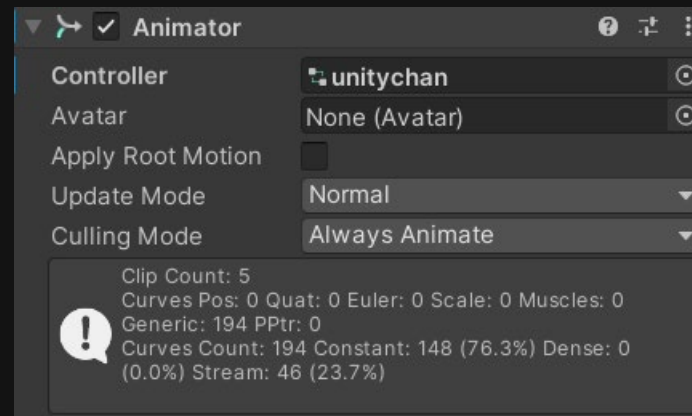 Animator
Controller unitychan
Avatar None (Avatar)
Apply Root Motion
Update Mode Normal
Culling Mode Always Animate
Clip Count: 5
Curves Pos: 0 Quat: 0 Euler: 0 Scale: 0 Muscles: 0
Generic: 194 PPtr: 0
Curves Count: 194 Constant: 148 (76.3%) Dense: 0
(0.0%) Stream: 46 (23.7%)